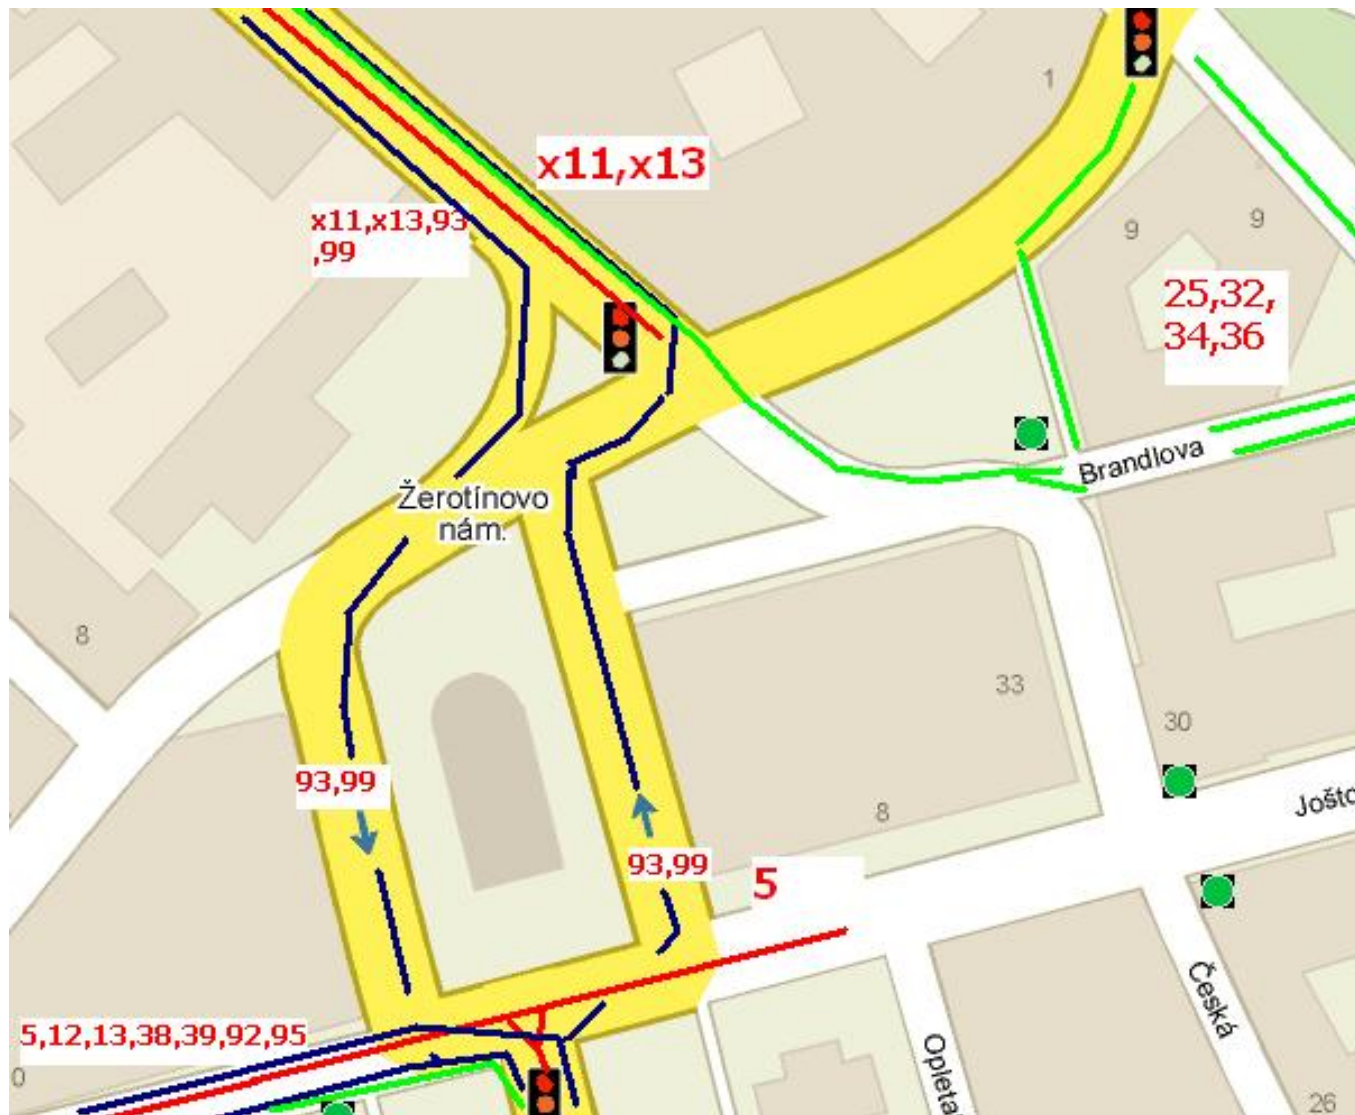 1
x11,x13
x11,x13,93
,99
9
9
25,32,
34,36
Brandlova
Žerotínovo
nám.
8
33
30
93,99
8
Jošto
93,99
5
Česká
5,12,13,38,39,92,95
Opleta
0
26